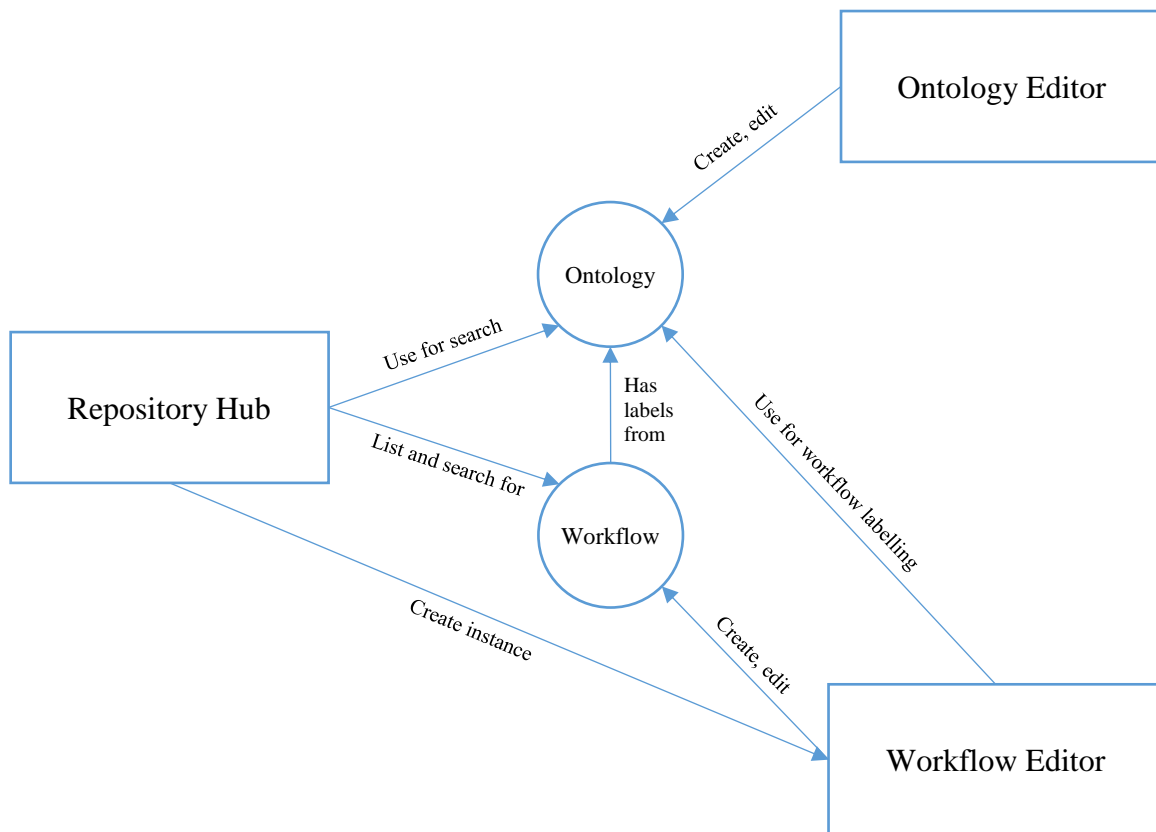 Ontology Editor
Create, edit
Ontology
Use for search
Repository Hub
Has
labels
from
List and search for
Use for workflow labelling
Workflow
Create instance
Create, edit
Workflow Editor